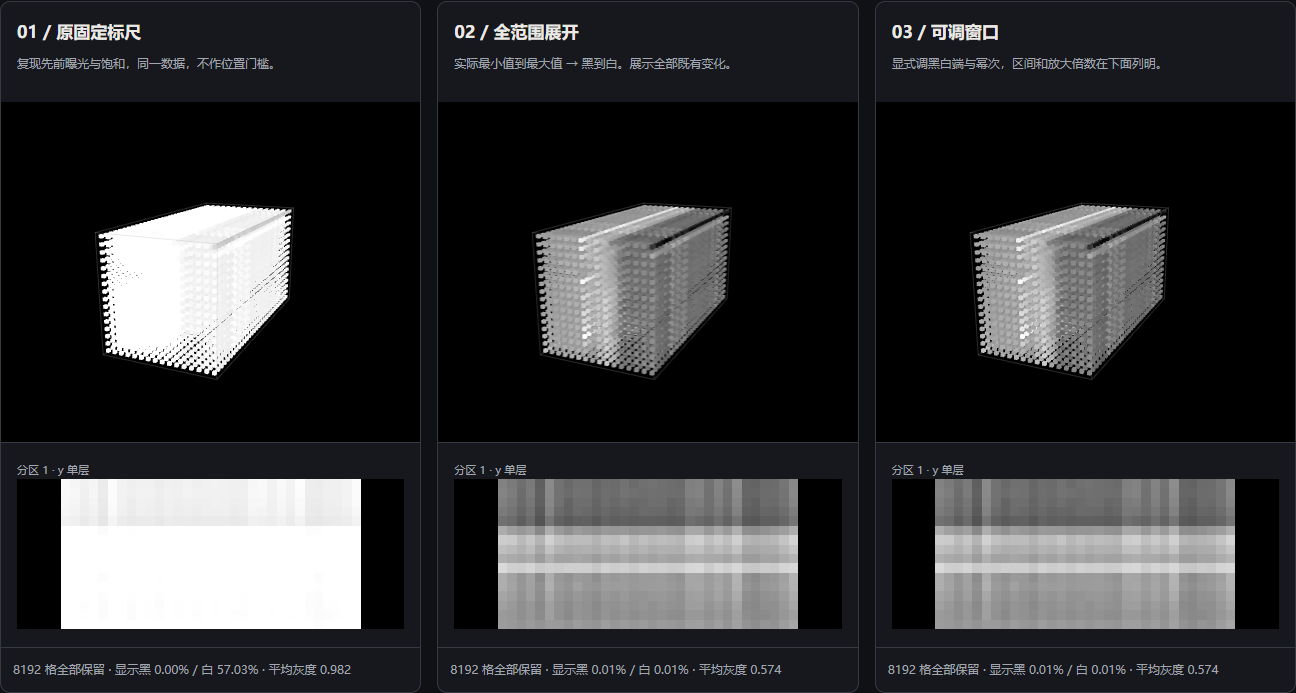 01 / 原固定标尺
复现先前曝光与饱和，同一数据，不作位置门槛。
分区 1 · y 单层
8192 格全部保留 · 显示黑 0.00% / 白 57.03% · 平均灰度 0.982
02 / 全范围展开
实际最小值到最大值 → 黑到白。展示全部既有变化。
分区 1 · y 单层
8192 格全部保留 · 显示黑 0.01% / 白 0.01% · 平均灰度 0.574
03 / 可调窗口
显式调黑白端与幂次，区间和放大倍数在下面列明。
分区 1 · y 单层
8192 格全部保留 · 显示黑 0.01% / 白 0.01% · 平均灰度 0.574